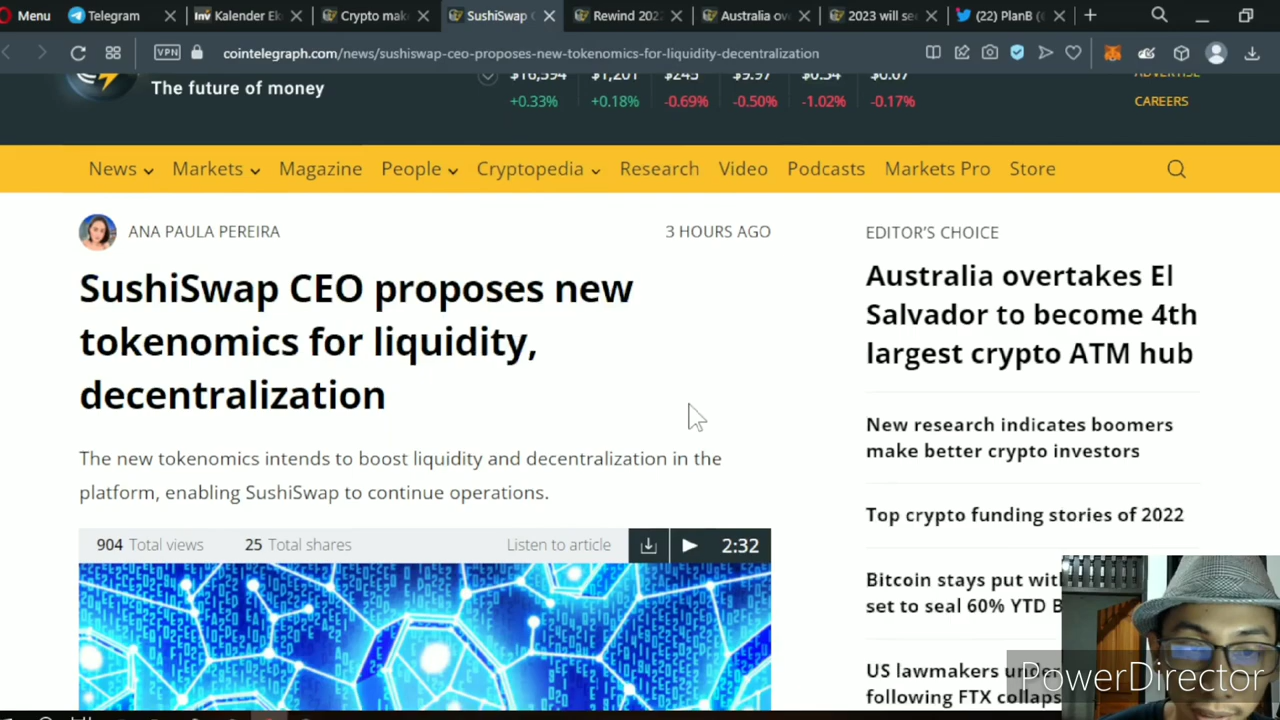 Menu
Telegram
Kalender Ek
Crypto mak
SushiSwap C
Rewind 2022
Australia ov
2023 will se
(22) PlanB (
VPN
cointelegraph.com/news/sushiswap-ceo-proposes-new-tokenomics-for-liquidity-decentralization
The future of money
+0.33% +0.18% -0.69% -0.50% -1.02% -0.17%
ADVERTISE
CAREERS
News Markets Magazine People Cryptopedia Research Video Podcasts Markets Pro Store
ANA PAULA PEREIRA
3 HOURS AGO
SushiSwap CEO proposes new
tokenomics for liquidity,
decentralization
The new tokenomics intends to boost liquidity and decentralization in the
platform, enabling SushiSwap to continue operations.
904 Total views 25 Total shares Listen to article 2:32
EDITOR'S CHOICE
Australia overtakes El
Salvador to become 4th
largest crypto ATM hub
New research indicates boomers
make better crypto investors
Top crypto funding stories of 2022
Bitcoin stays put wit
set to seal 60% YTD
US lawmakers unde
following FTX collaps
PowerDirector